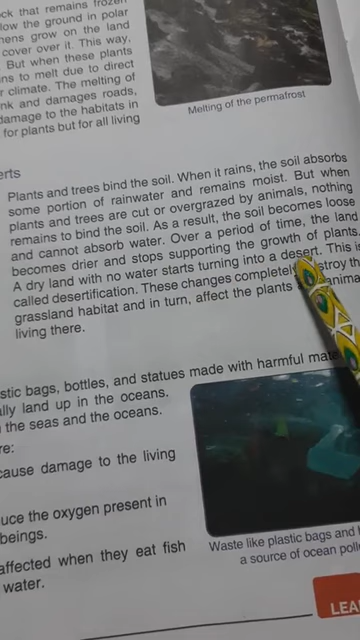 ck that remains frozen
low the ground in polar
hens grow on the land
cover over it. This way,
But when these plants
ns to melt due to direct
r climate. The melting of
nk and damages roads,
damage to the habitats in
for plants but for all living
Melting of the permafrost
erts
Plants and trees bind the soil. When it rains, the soil absorbs
some portion of rainwater and remains moist. But when
plants and trees are cut or overgrazed by animals, nothing
remains to bind the soil. As a result, the soil becomes loose
and cannot absorb water. Over a period of time, the land
becomes drier and stops supporting the growth of plants.
A dry land with no water starts turning into a desert. This is
called desertification. These changes completely stroy th
grassland habitat and in turn, affect the plants anima
living there.
stic bags, bottles, and statues made with harmful mate
ally land up in the oceans.
the seas and the oceans.
re:
cause damage to the living
uce the oxygen present in
beings.
affected when they eat fish
water.
Waste like plastic bags and
a source of ocean poll
LEA